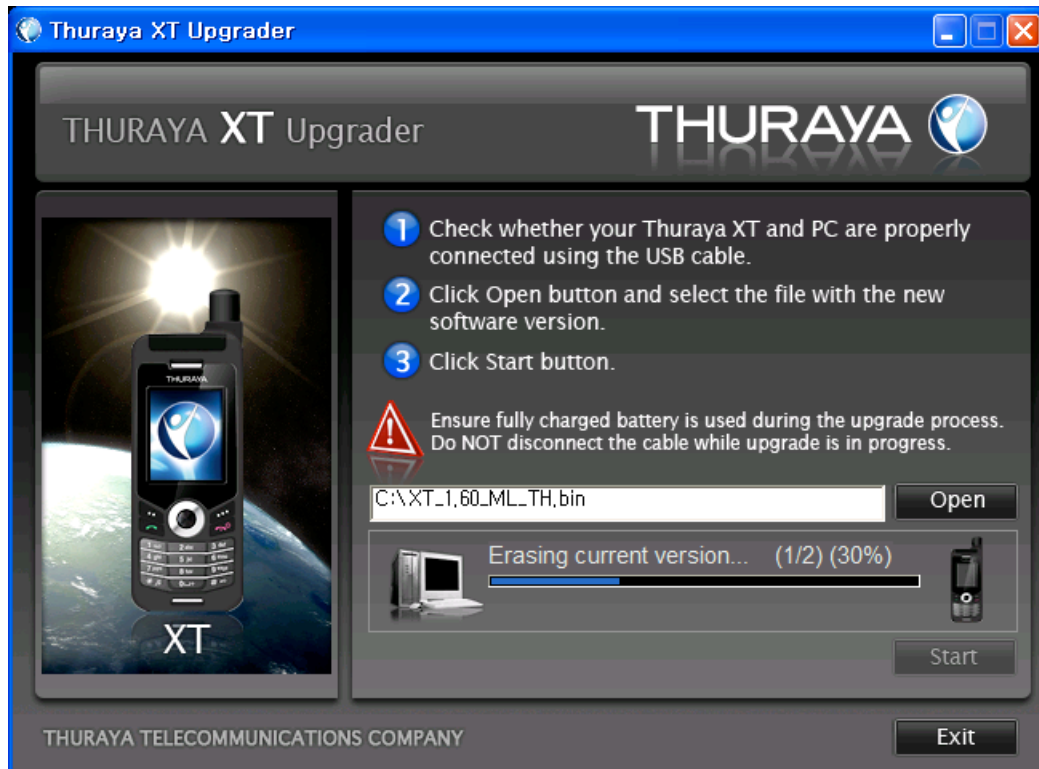 Thuraya XT Upgrader
THURAYA XT Upgrader
THURAYA
1 Check whether your Thuraya XT and PC are properly
connected using the USB cable.
2 Click Open button and select the file with the new
software version.
3 Click Start button.
Ensure fully charged battery is used during the upgrade process.
Do NOT disconnect the cable while upgrade is in progress.
THURAYA
XT
C:\XT_1,60_ML_TH,bin
Open
Erasing current version... (1/2) (30%)
Start
THURAYA TELECOMMUNICATIONS COMPANY
Exit